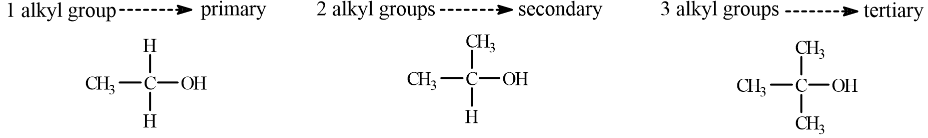 1 alkyl group primary
2 alkyl groups secondary
3 alkyl groups tertiary
H
CH3 C OH
H
CH3
CH3 C OH
H
CH3
CH3 C OH
CH3